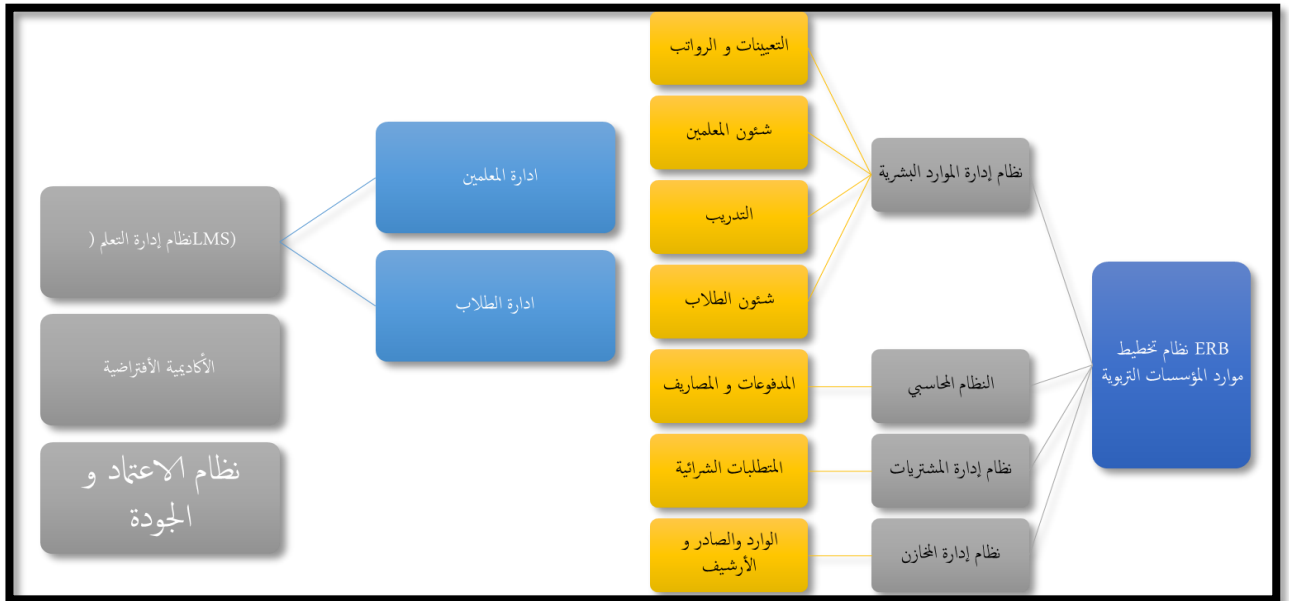 ERB نظام تخطيط
موارد المؤسسات التربوية
نظام إدارة الموارد البشرية
التعيينات و الرواتب
شئون المعلمين
التدريب
شئون الطلاب
النظام المحاسبي
المدفوعات و المصاريف
نظام إدارة المشتريات
المتطلبات الشرائية
نظام إدارة المخازن
الوارد والصادر و
الأرشيف
(LMSنظام إدارة التعلم (
ادارة المعلمين
ادارة الطلاب
الأكاديمية الأفتراضية
نظام الاعتماد و
الجودة